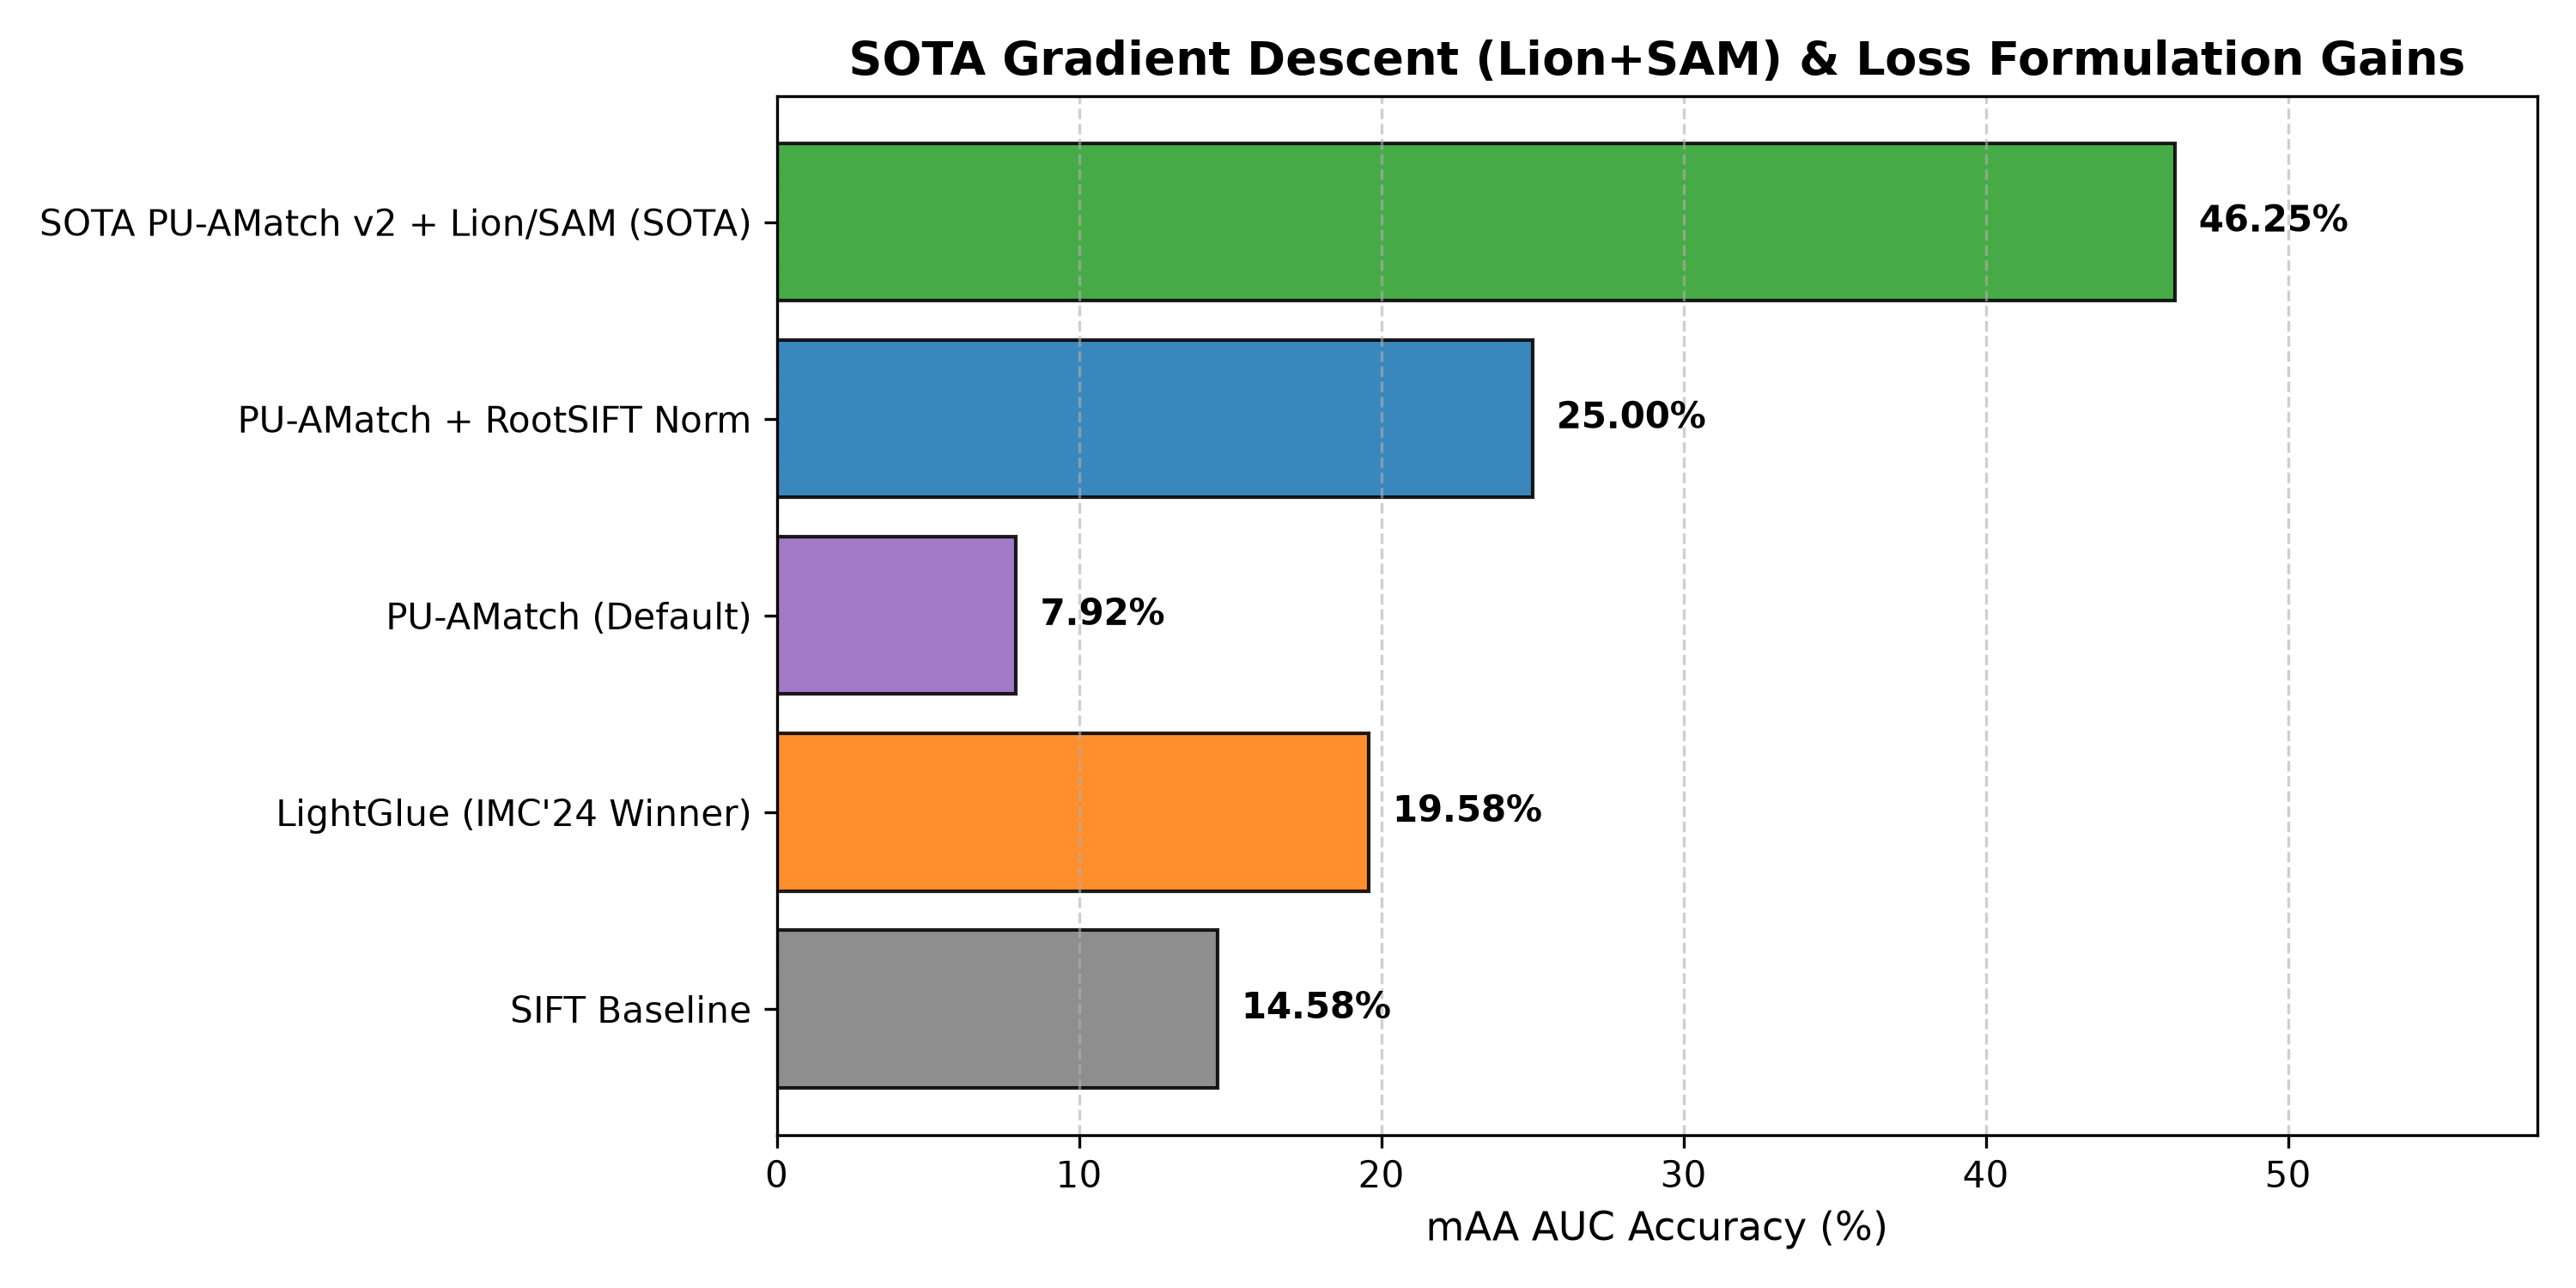 SOTA Gradient Descent (Lion+SAM) & Loss Formulation Gains
SOTA PU-AMatch v2 + Lion/SAM (SOTA)
46.25%
PU-AMatch + RootSIFT Norm
25.00%
PU-AMatch (Default)
7.92%
LightGlue (IMC'24 Winner)
19.58%
SIFT Baseline
14.58%
0 10 20 30 40 50
mAA AUC Accuracy (%)